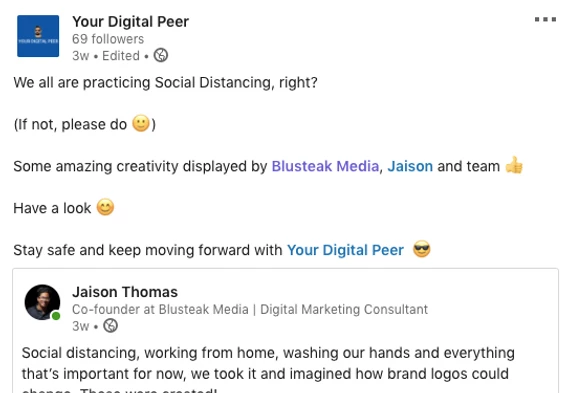 Your Digital Peer
YOUR DIGITAL PEER
69 followers
3w • Edited •
We all are practicing Social Distancing, right?
(If not, please do 🙂)
Some amazing creativity displayed by Blusteak Media, Jaison and team 👍
Have a look 😊
Stay safe and keep moving forward with Your Digital Peer 😎
Jaison Thomas
Co-founder at Blusteak Media | Digital Marketing Consultant
3w •
Social distancing, working from home, washing our hands and everything
that's important for now, we took it and imagined how brand logos could
change. These were created!